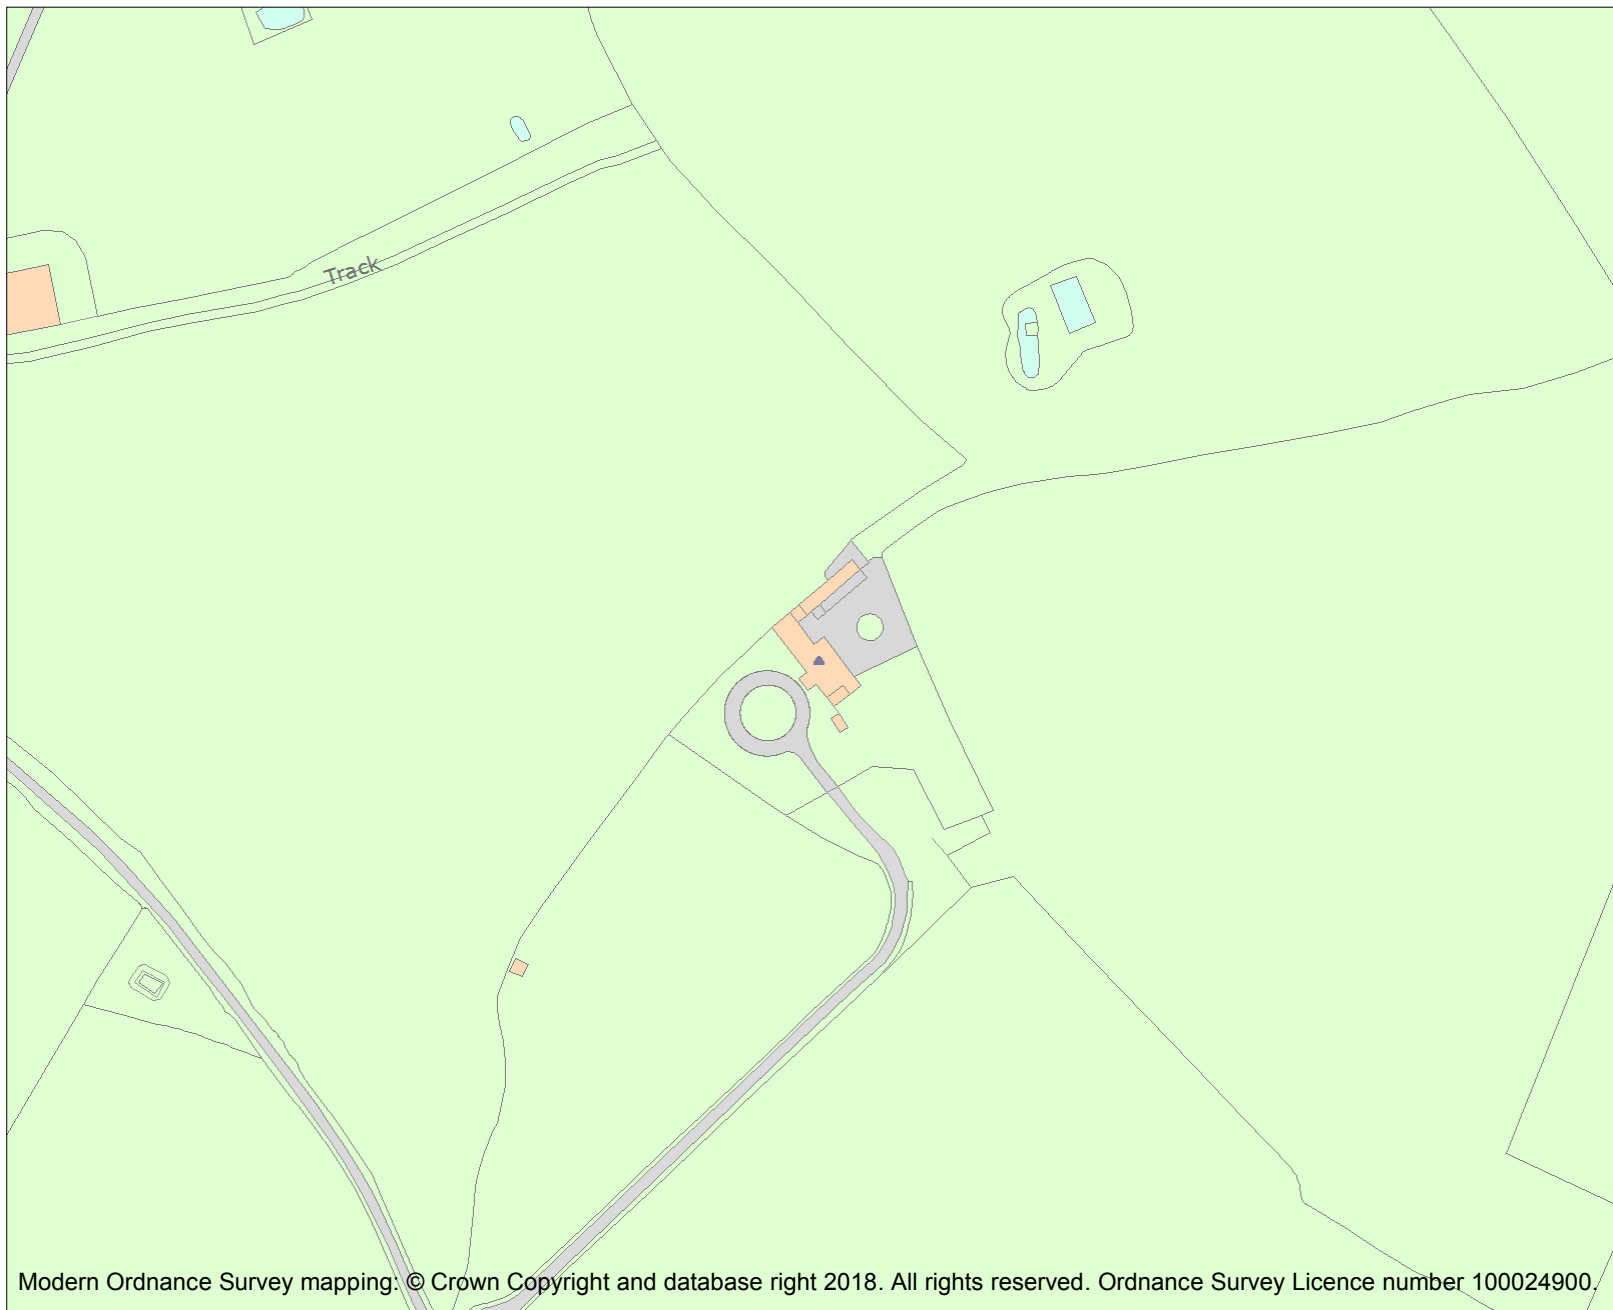 Track
Modern Ordnance Survey mapping: © Crown Copyright and database right 2018. All rights reserved. Ordnance Survey Licence number 100024900.